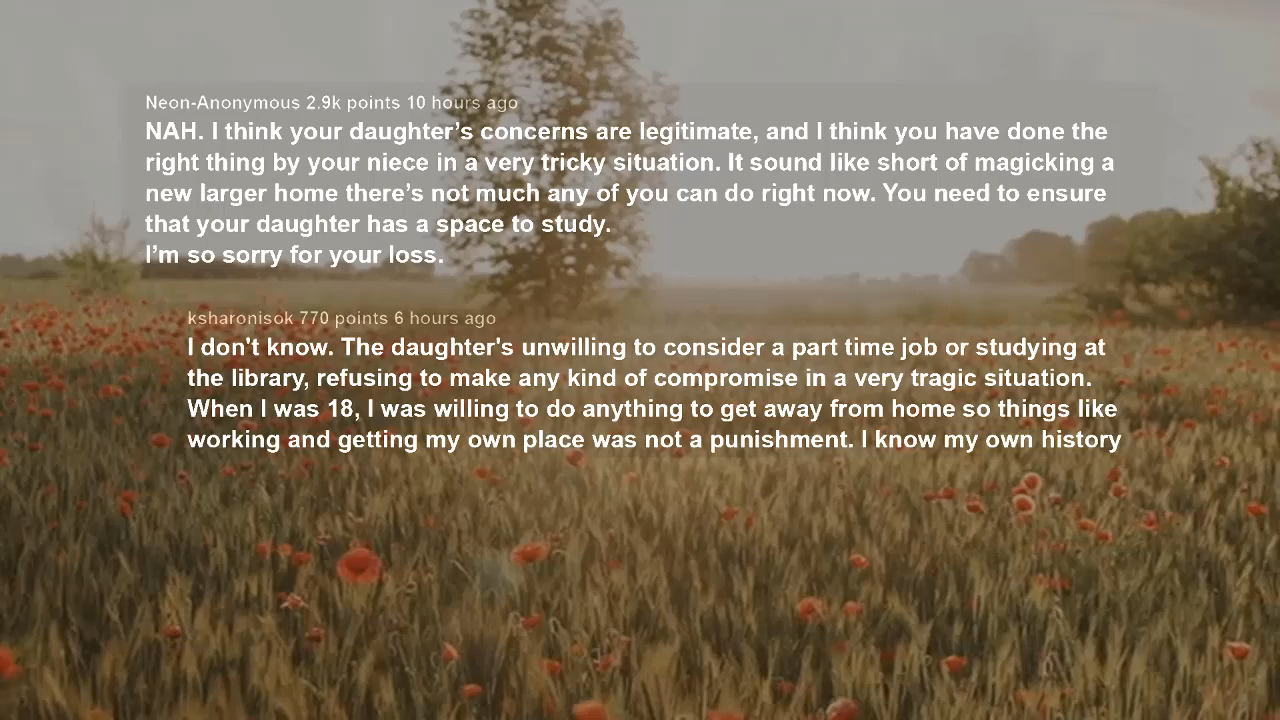 Neon-Anonymous 2.9k points 10 hours ago
NAH. I think your daughter’s concerns are legitimate, and I think you have done the
right thing by your niece in a very tricky situation. It sound like short of magicking a
new larger home there’s not much any of you can do right now. You need to ensure
that your daughter has a space to study.
I’m so sorry for your loss.
ksharonisok 770 points 6 hours ago
I don't know. The daughter's unwilling to consider a part time job or studying at
the library, refusing to make any kind of compromise in a very tragic situation.
When I was 18, I was willing to do anything to get away from home so things like
working and getting my own place was not a punishment. I know my own history